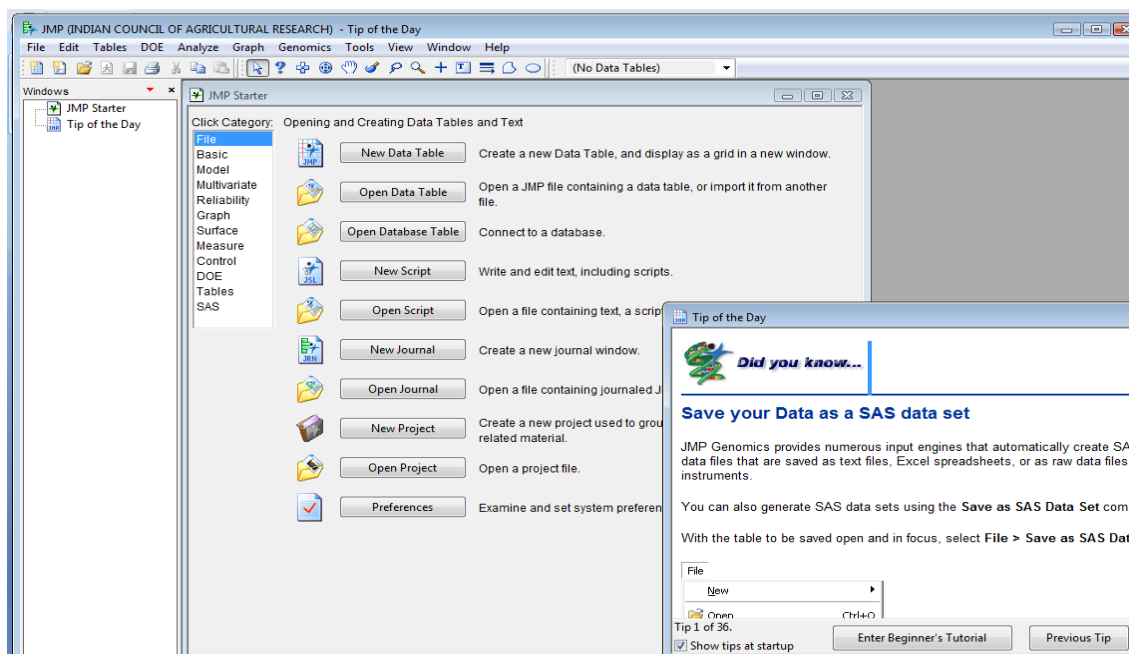 JMP (INDIAN COUNCIL OF AGRICULTURAL RESEARCH) - Tip of the Day
File Edit Tables DOE Analyze Graph Genomics Tools View Window Help
(No Data Tables)
Windows
JMP Starter
Tip of the Day
JMP Starter
Click Category: Opening and Creating Data Tables and Text
File
Basic
Model
Multivariate
Reliability
Graph
Surface
Measure
Control
DOE
Tables
SAS
New Data Table Create a new Data Table, and display as a grid in a new window.
Open Data Table Open a JMP file containing a data table, or import it from another
file.
Open Database Table Connect to a database.
New Script Write and edit text, including scripts.
Open Script Open a file containing text, a scrip
New Journal Create a new journal window.
Open Journal Open a file containing journaled J
New Project Create a new project used to grou
related material.
Open Project Open a project file.
Preferences Examine and set system preferen
Tip of the Day
Did you know...
Save your Data as a SAS data set
JMP Genomics provides numerous input engines that automatically create SA
data files that are saved as text files, Excel spreadsheets, or as raw data files
instruments.
You can also generate SAS data sets using the Save as SAS Data Set com
With the table to be saved open and in focus, select File > Save as SAS Dat
File
New
Open Ctrl+O
Tip 1 of 36.
Show tips at startup
Enter Beginner's Tutorial
Previous Tip